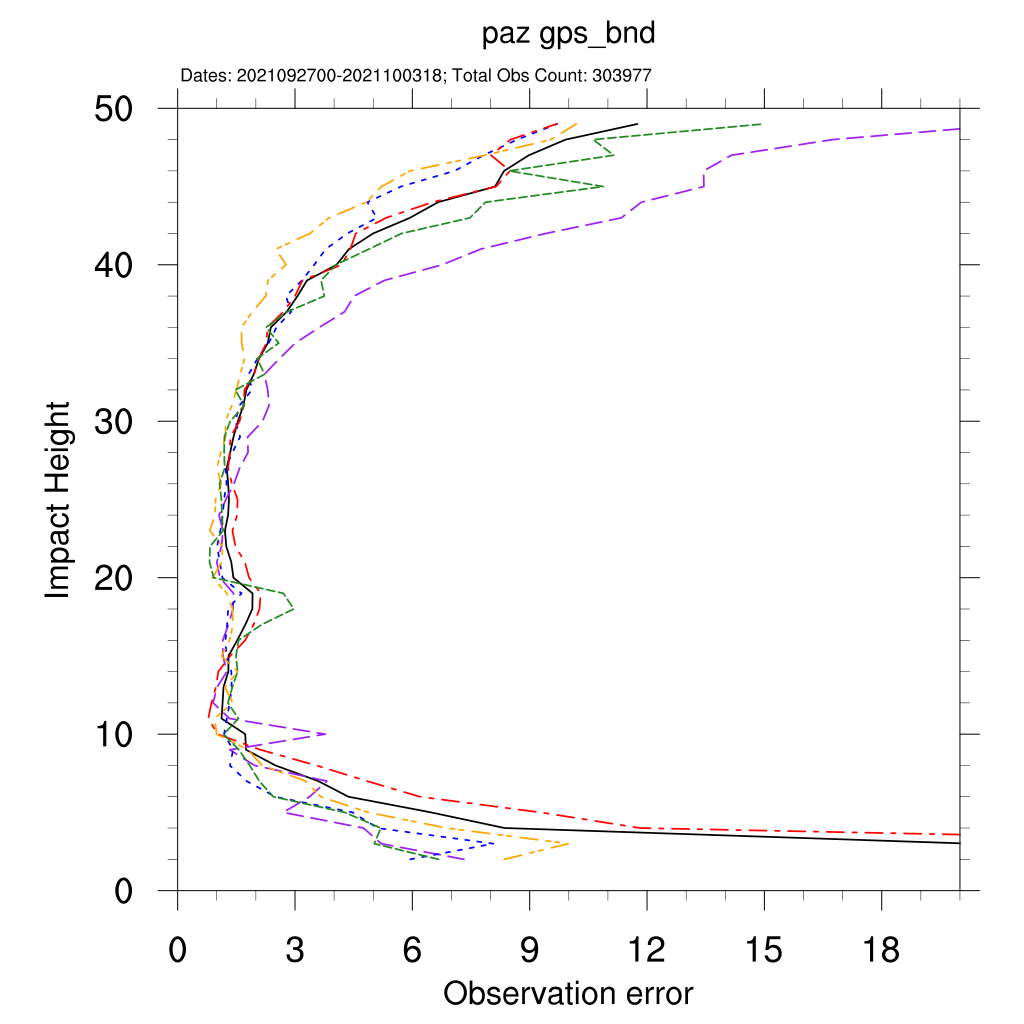 paz gps_bnd
Dates: 2021092700-2021100318; Total Obs Count: 303977
50
40
30
20
10
0
Impact Height
0 3 6 9 12 15 18
Observation error